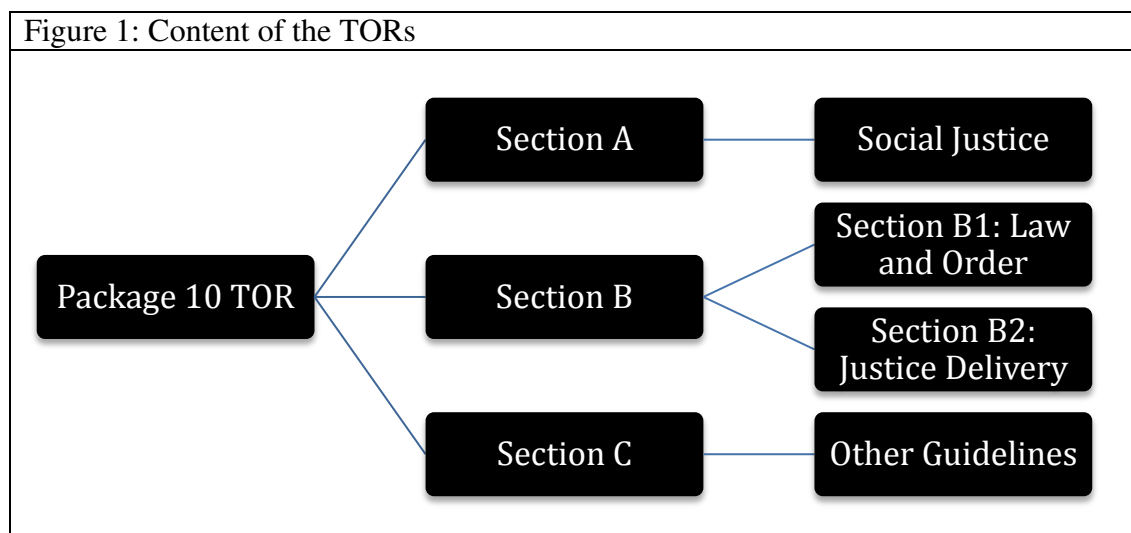 Figure 1: Content of the TORs
Section A
Social Justice
Package 10 TOR
Section B
Section B1: Law
and Order
Section B2:
Justice Delivery
Section C
Other Guidelines